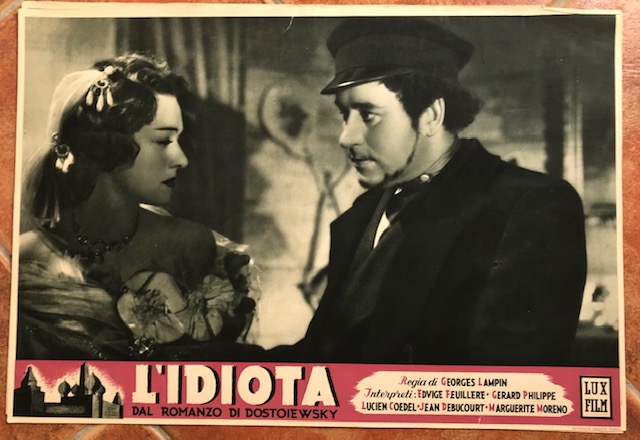 L'IDIOTA
DAL ROMANZO DI DOSTOIEWSKY
Regia di GEORGES LAMPIN
Interpreti: EDVIGE FEUILLERE • GERARD PHILIPPE
LUCIEN COEDEL • JEAN DEBUCOURT • MARGUERITE MORENO
LUX
FILM